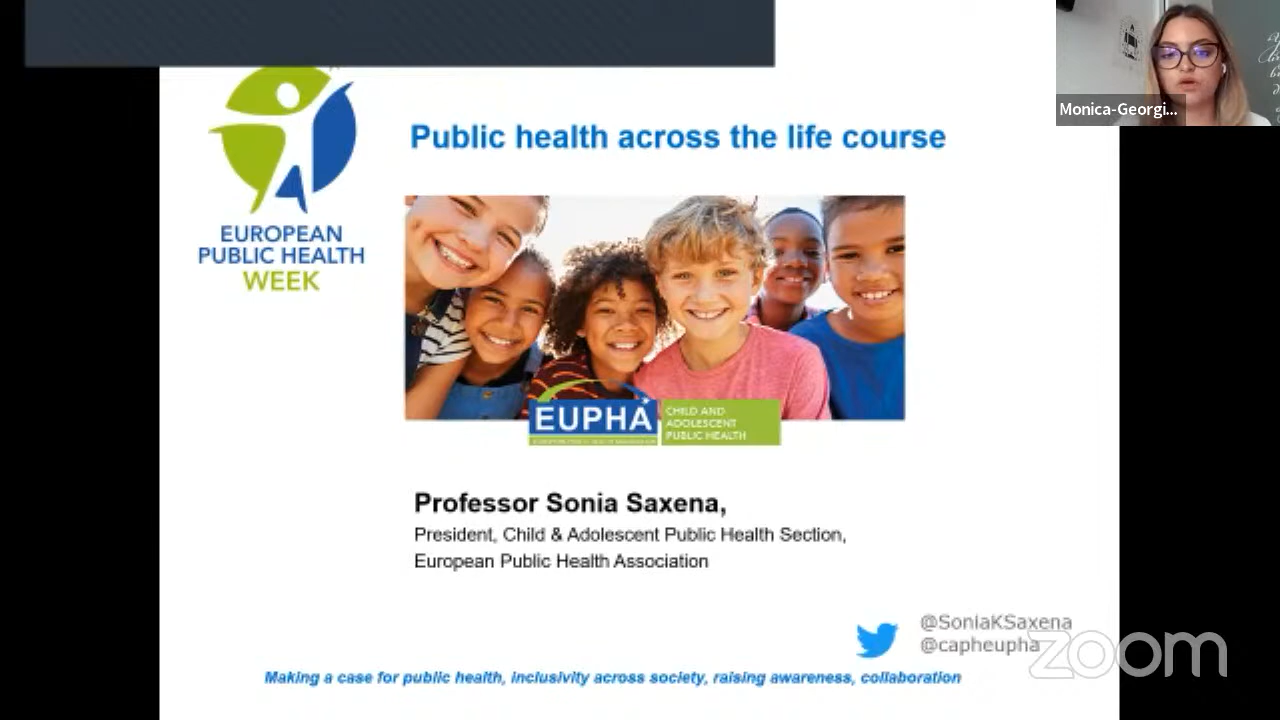 Monica-Georgi...
Public health across the life course
EUROPEAN
PUBLIC HEALTH
WEEK
EUPHA
CHILD AND
ADOLESCENT
PUBLIC HEALTH
Professor Sonia Saxena,
President, Child & Adolescent Public Health Section,
European Public Health Association
@SoniaKSaxena
@capheupha
zoom
Making a case for public health, inclusivity across society, raising awareness, collaboration